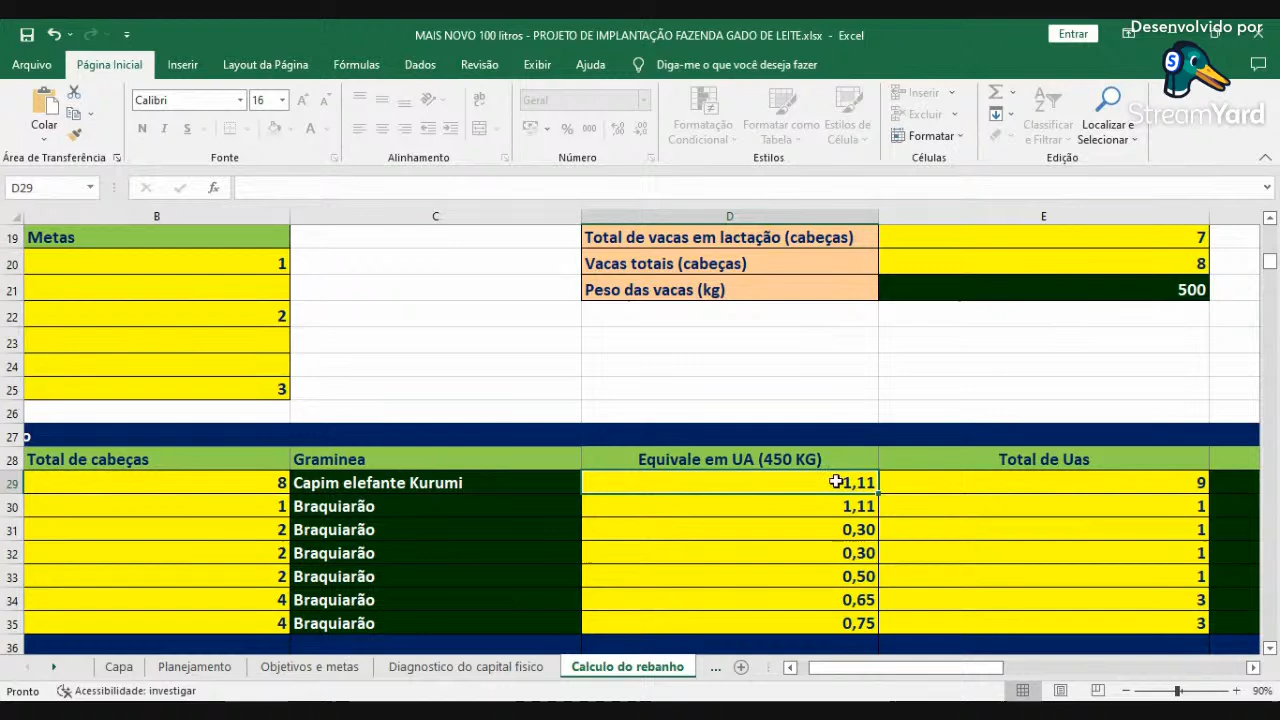 Desenvolvido por
StreamYard
MAIS NOVO 100 litros - PROJETO DE IMPLANTAÇÃO FAZENDA GADO DE LEITE.xlsx - Excel
Entrar
Arquivo Página Inicial Inserir Layout da Página Fórmulas Dados Revisão Exibir Ajuda Diga-me o que você deseja fazer
Colar
Calibri 16
N I S
Geral
% 000
Formatação Condicional
Formatar como Tabela
Estilos de Célula
Inserir
Excluir
Formatar
Classificar e Filtrar
Localizar e Selecionar
Área de Transferência Fonte Alinhamento Número Estilos Células Edição
D29 fx
B C D E
19 Metas Total de vacas em lactação (cabeças) 7
20 1 Vacas totais (cabeças) 8
21 Peso das vacas (kg) 500
22 2
23
24
25 3
26
27 o
28 Total de cabeças Graminea Equivale em UA (450 KG) Total de Uas
29 8 Capim elefante Kurumi 1,11 9
30 1 Braquiarão 1,11 1
31 2 Braquiarão 0,30 1
32 2 Braquiarão 0,30 1
33 2 Braquiarão 0,50 1
34 4 Braquiarão 0,65 3
35 4 Braquiarão 0,75 3
36
Capa Planejamento Objetivos e metas Diagnostico do capital fisico Calculo do rebanho ...
Pronto Acessibilidade: investigar 90%